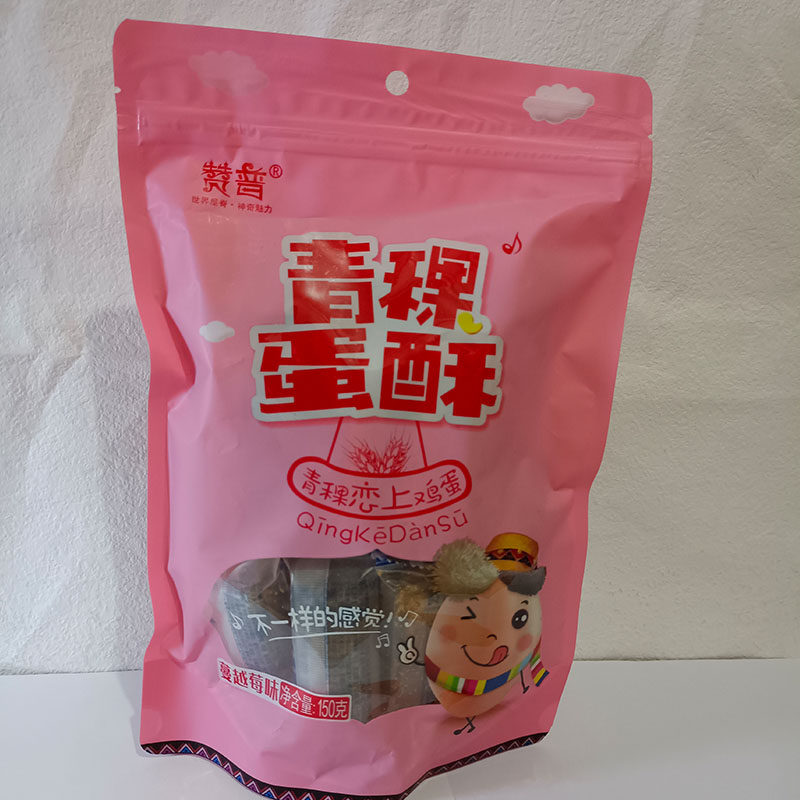 赞普®
世界屋脊·神奇魅力
青稞
蛋酥
青稞恋上鸡蛋
QīngKēDànSū
不一样的感觉!
蔓越莓味 净含量:150克